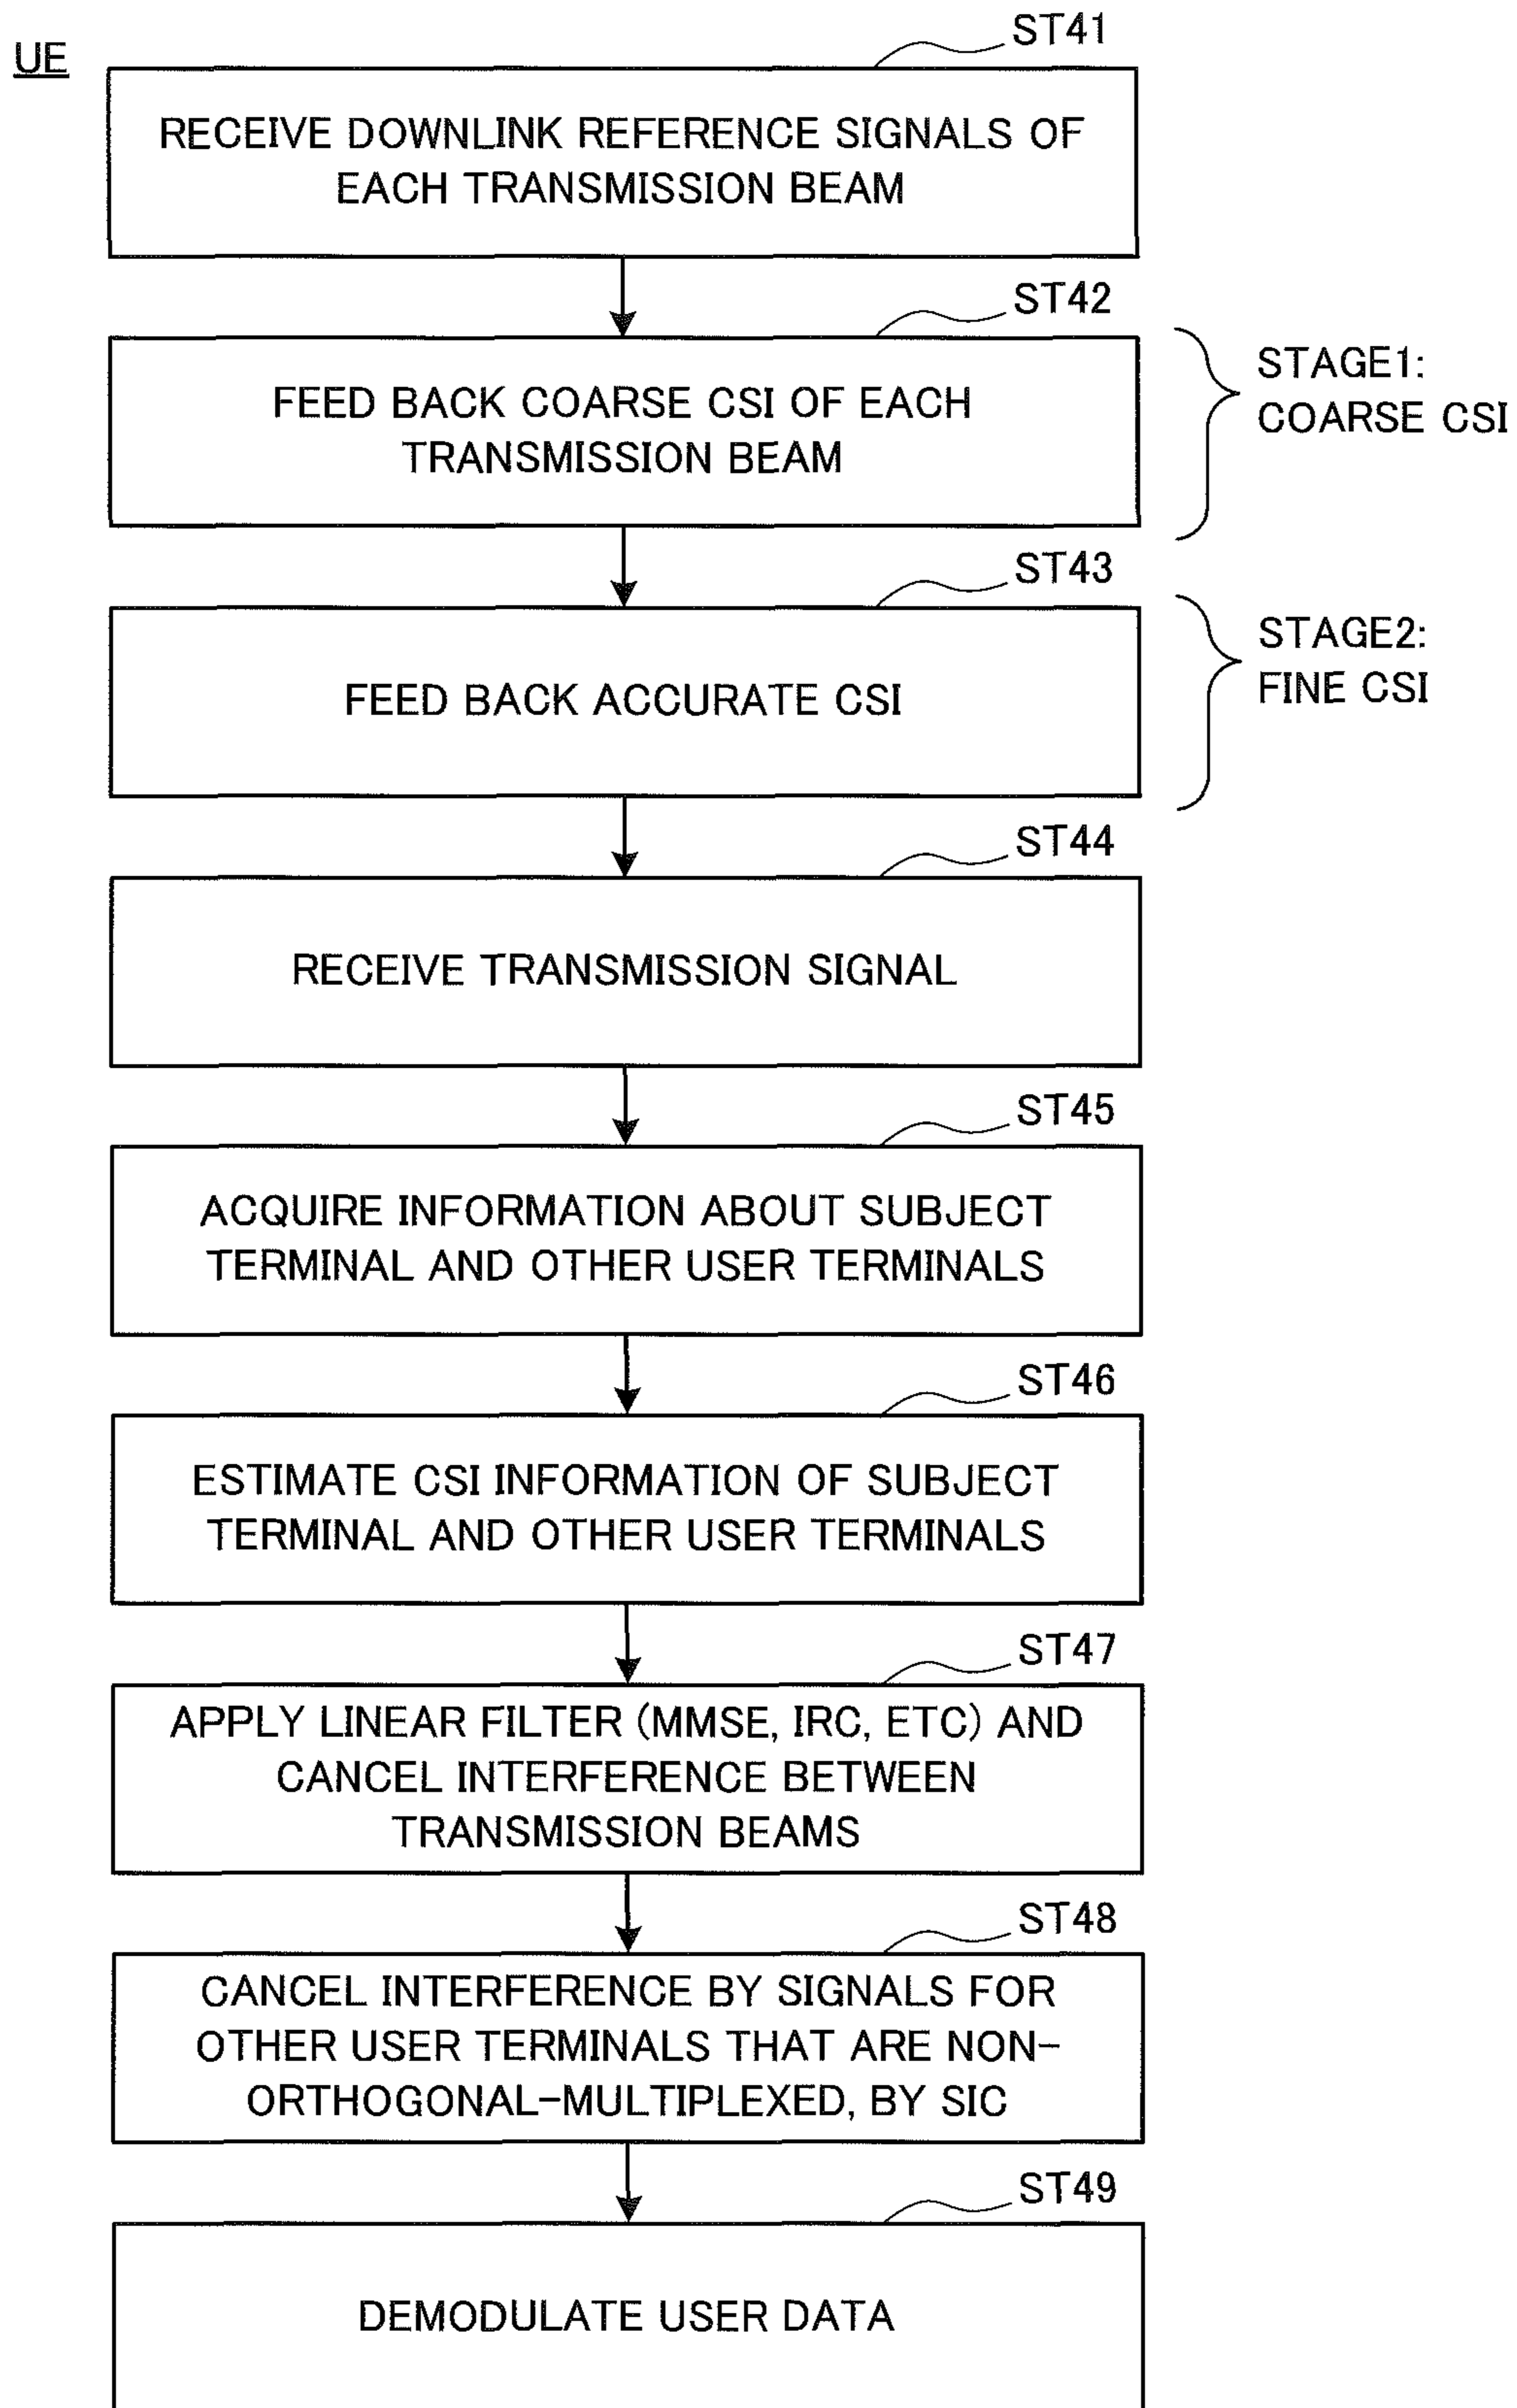 UE
ST41
RECEIVE DOWNLINK REFERENCE SIGNALS OF
EACH TRANSMISSION BEAM
ST42
FEED BACK COARSE CSI OF EACH
TRANSMISSION BEAM
STAGE1:
COARSE CSI
ST43
FEED BACK ACCURATE CSI
STAGE2:
FINE CSI
ST44
RECEIVE TRANSMISSION SIGNAL
ST45
ACQUIRE INFORMATION ABOUT SUBJECT
TERMINAL AND OTHER USER TERMINALS
ST46
ESTIMATE CSI INFORMATION OF SUBJECT
TERMINAL AND OTHER USER TERMINALS
ST47
APPLY LINEAR FILTER (MMSE, IRC, ETC) AND
CANCEL INTERFERENCE BETWEEN
TRANSMISSION BEAMS
ST48
CANCEL INTERFERENCE BY SIGNALS FOR
OTHER USER TERMINALS THAT ARE NON-
ORTHOGONAL-MULTIPLEXED, BY SIC
ST49
DEMODULATE USER DATA